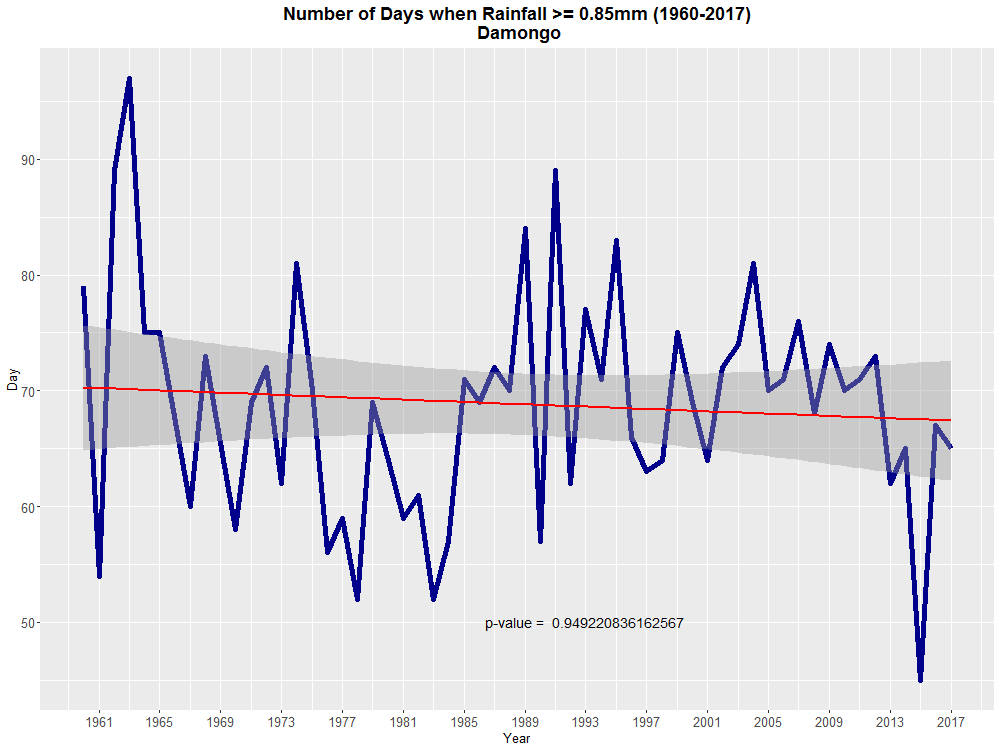 Number of Days when Rainfall >= 0.85mm (1960-2017)
Damongo
90
80
70
60
50
Day
p-value = 0.949220836162567
1961 1965 1969 1973 1977 1981 1985 1989 1993 1997 2001 2005 2009 2013 2017
Year